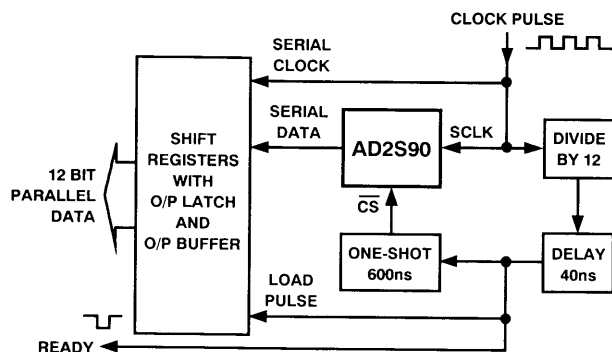 CLOCK PULSE
SERIAL
CLOCK
SERIAL
DATA
SHIFT
REGISTERS
WITH
O/P LATCH
AND
O/P BUFFER
AD2S90
SCLK
DIVIDE
BY 12
12 BIT
PARALLEL
DATA
CS
ONE-SHOT
600ns
DELAY
40ns
LOAD
PULSE
READY